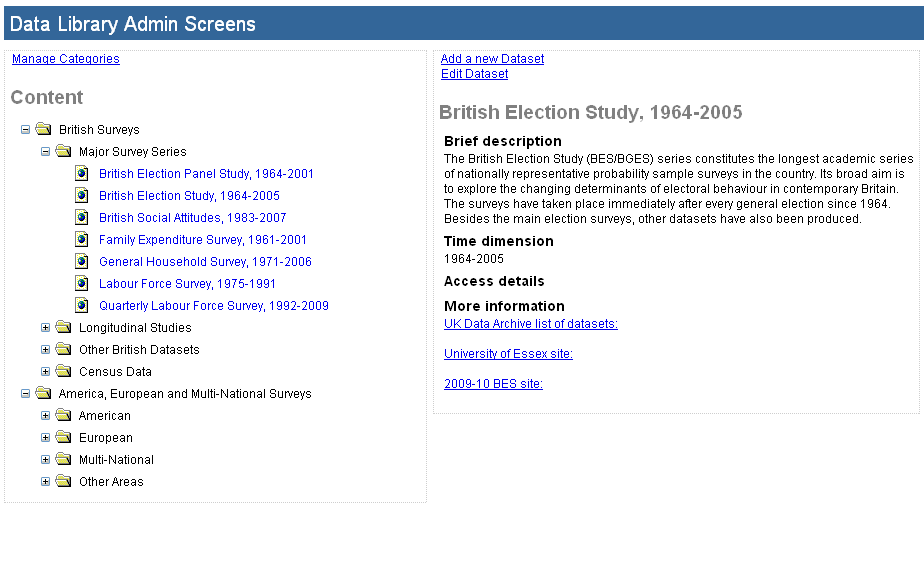 Data Library Admin Screens
Manage Categories
Content
British Surveys
Major Survey Series
British Election Panel Study, 1964-2001
British Election Study, 1964-2005
British Social Attitudes, 1983-2007
Family Expenditure Survey, 1961-2001
General Household Survey, 1971-2006
Labour Force Survey, 1975-1991
Quarterly Labour Force Survey, 1992-2009
Longitudinal Studies
Other British Datasets
Census Data
America, European and Multi-National Surveys
American
European
Multi-National
Other Areas
Add a new Dataset
Edit Dataset
British Election Study, 1964-2005
Brief description
The British Election Study (BES/BGES) series constitutes the longest academic series
of nationally representative probability sample surveys in the country. Its broad aim is
to explore the changing determinants of electoral behaviour in contemporary Britain.
The surveys have taken place immediately after every general election since 1964.
Besides the main election surveys, other datasets have also been produced.
Time dimension
1964-2005
Access details
More information
UK Data Archive list of datasets:
University of Essex site:
2009-10 BES site: